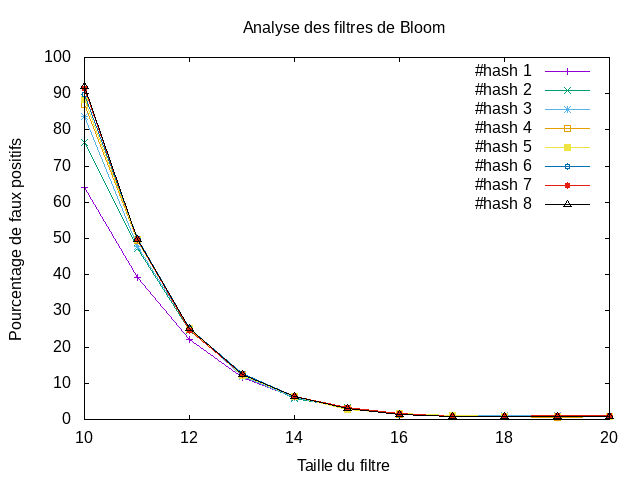 Analyse des filtres de Bloom
Pourcentage de faux positifs
100
90
80
70
60
50
40
30
20
10
0
10 12 14 16 18 20
Taille du filtre
#hash 1
#hash 2
#hash 3
#hash 4
#hash 5
#hash 6
#hash 7
#hash 8